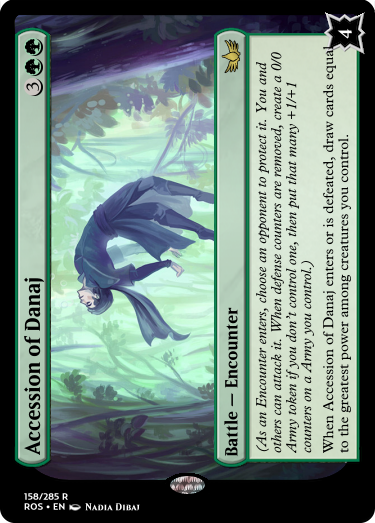 Accession of Danaj
3
Battle — Encounter
(As an Encounter enters, choose an opponent to protect it. You and
others can attack it. When defense counters are removed, create a 0/0
Army token if you don't control one, then put that many +1/+1
counters on a Army you control.)
When Accession of Danaj enters or is defeated, draw cards equal
to the greatest power among creatures you control.
4
158/285 R
ROS • EN Nadia Dibaj